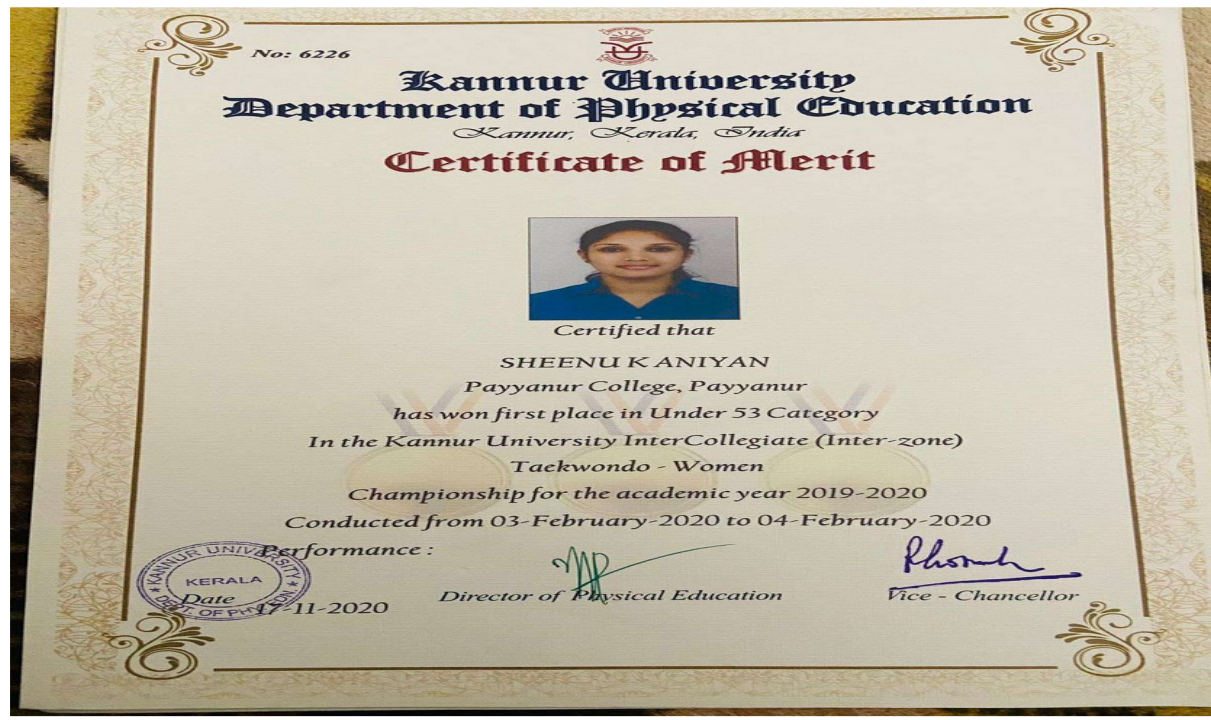 No: 6226
Kannur University
Department of Physical Education
Kannur, Kerala, India
Certificate of Merit
Certified that
SHEENU K ANIYAN
Payyanur College, Payyanur
has won first place in Under 53 Category
In the Kannur University InterCollegiate (Inter-zone)
Taekwondo - Women
Championship for the academic year 2019-2020
Conducted from 03-February-2020 to 04-February-2020
Performance :
KANNUR UNIVERSITY
KERALA
DEPT. OF PHY
Date 17-11-2020
Director of Physical Education
Vice - Chancellor